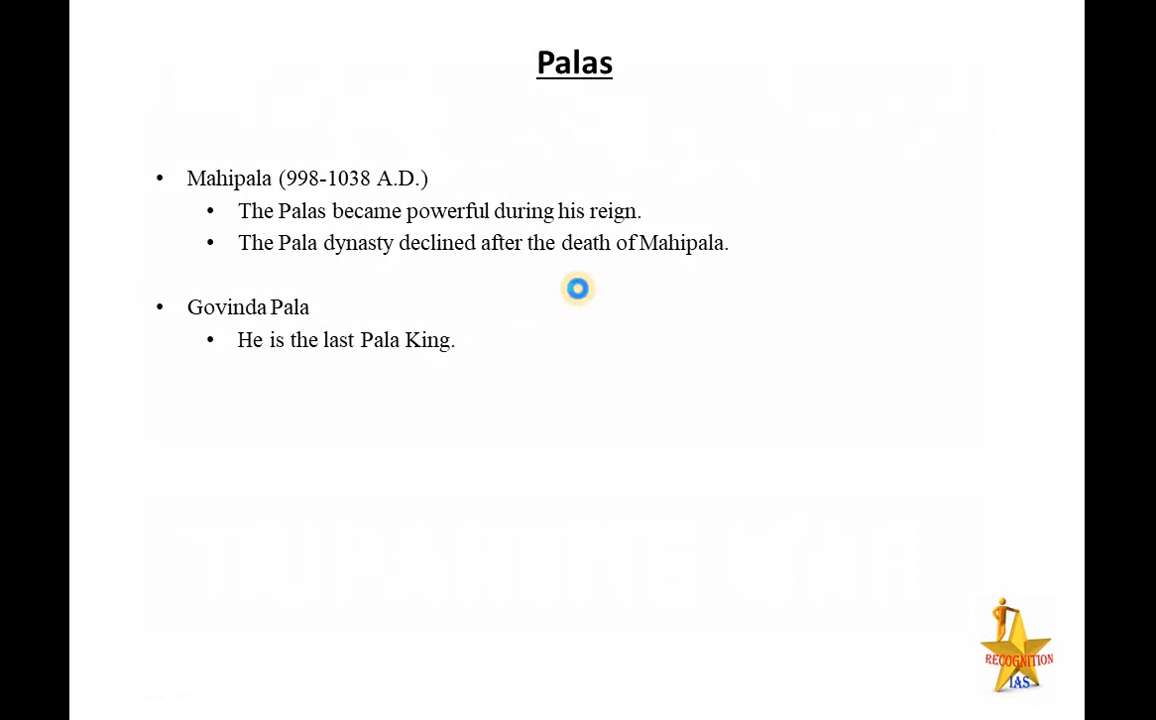 Palas
• Mahipala (998-1038 A.D.)
• The Palas became powerful during his reign.
• The Pala dynasty declined after the death of Mahipala.
• Govinda Pala
• He is the last Pala King.
RECOGNITION
IAS